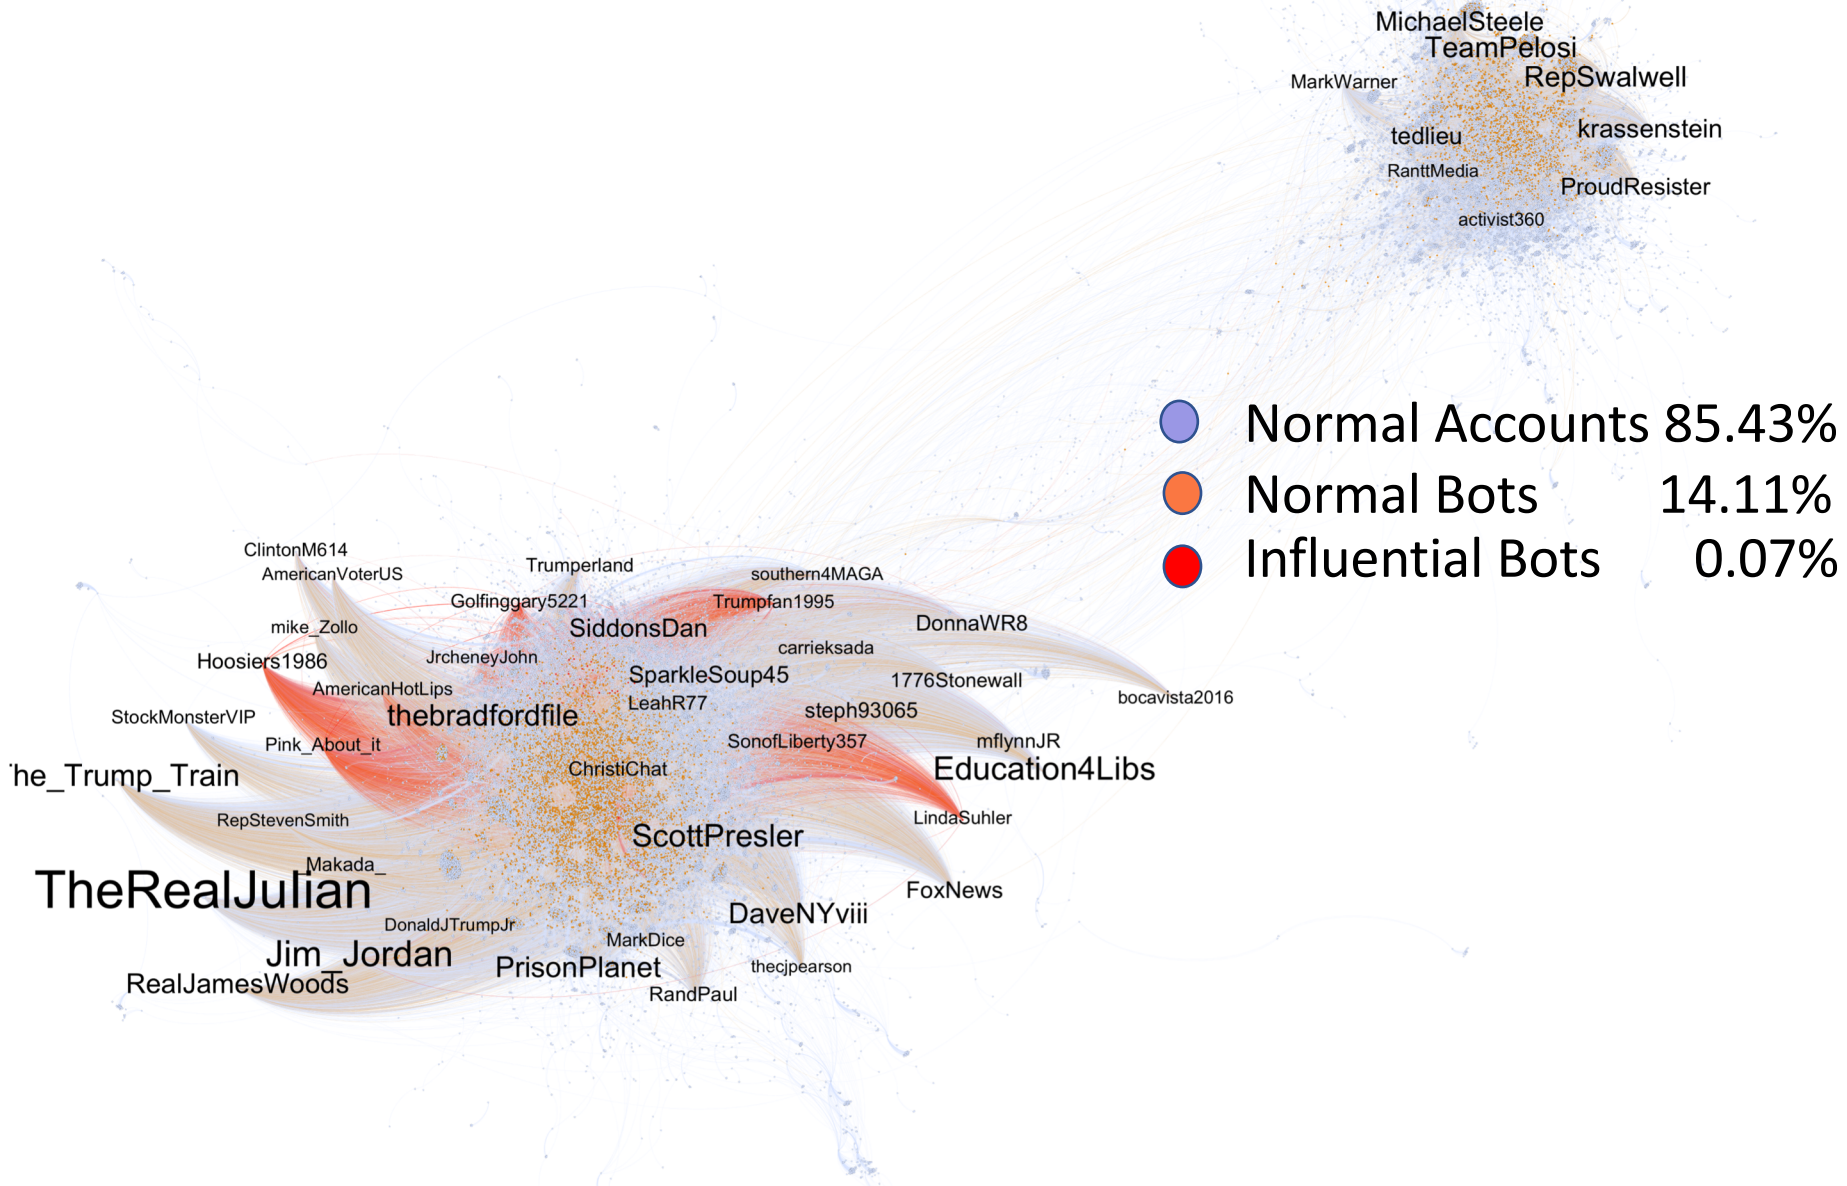 MichaelSteele
TeamPelosi
RepSwalwell
MarkWarner
krassenstein
tedlieu
RanttMedia
ProudResister
activist360
Normal Accounts 85.43%
Normal Bots 14.11%
Influential Bots 0.07%
ClintonM614
AmericanVoterUS
Trumperland
southern4MAGA
Golfinggary5221
Trumpfan1995
mike_Zollo
SiddonsDan
DonnaWR8
carrieksada
Hoosiers1986
JrcheneyJohn
SparkleSoup45
1776Stonewall
AmericanHotLips
LeahR77
bocavista2016
StockMonsterVIP
thebradfordfile
steph93065
Pink_About_it
SonofLiberty357
mflynnJR
he_Trump_Train
ChristiChat
Education4Libs
RepStevenSmith
LindaSuhler
ScottPresler
Makada_
TheRealJulian
FoxNews
DonaldJTrumpJr
DaveNYviii
Jim_Jordan
MarkDice
PrisonPlanet
thecjpearson
RealJamesWoods
RandPaul